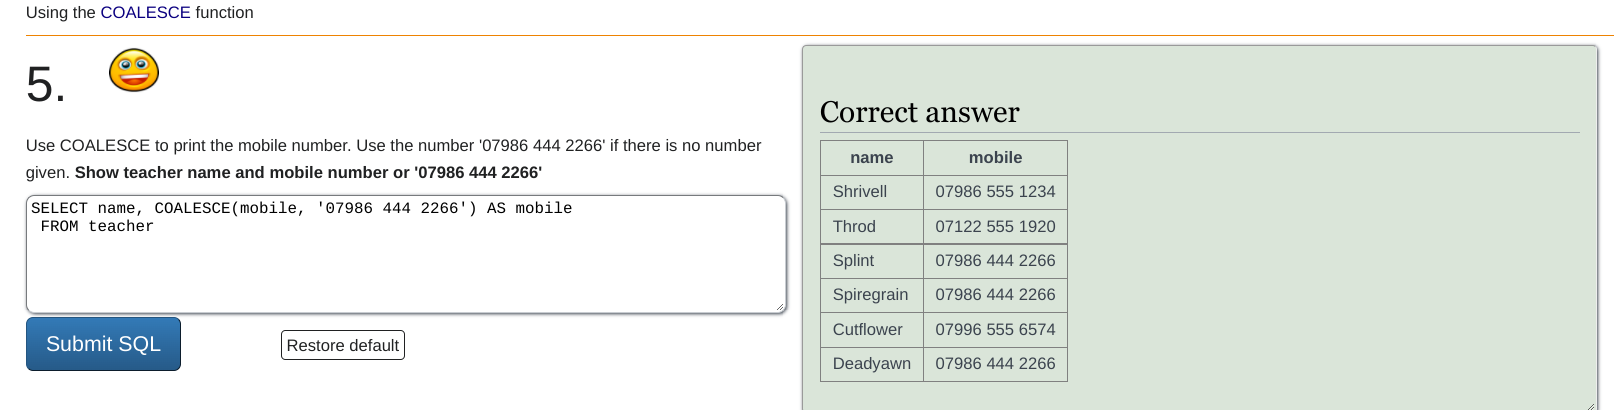 Using the COALESCE function
5.
Use COALESCE to print the mobile number. Use the number '07986 444 2266' if there is no number
given. Show teacher name and mobile number or '07986 444 2266'
SELECT name, COALESCE(mobile, '07986 444 2266') AS mobile
FROM teacher
Submit SQL
Restore default
Correct answer
name mobile
Shrivell 07986 555 1234
Throd 07122 555 1920
Splint 07986 444 2266
Spiregrain 07986 444 2266
Cutflower 07996 555 6574
Deadyawn 07986 444 2266